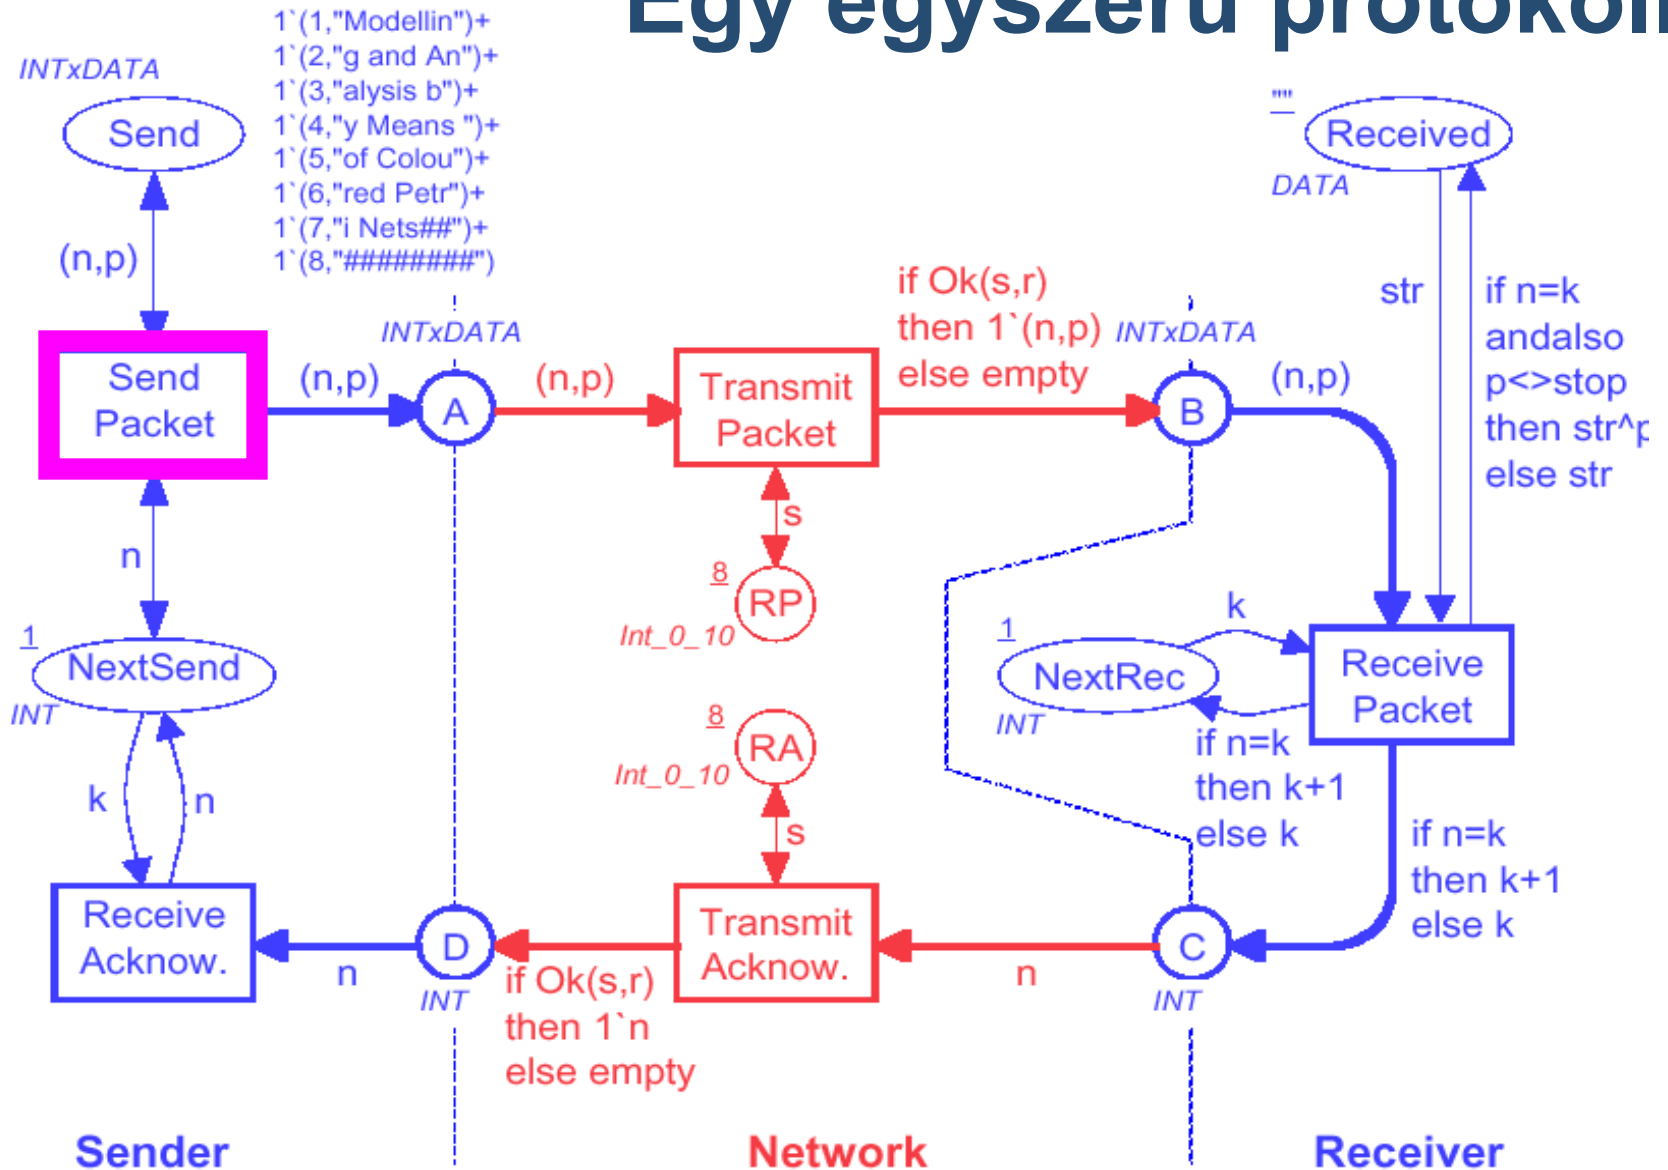 Egy egyszerű protokoll
1`(1,"Modellin")+
1`(2,"g and An")+
1`(3,"alysis b")+
1`(4,"y Means ")+
1`(5,"of Colou")+
1`(6,"red Petr")+
1`(7,"i Nets##")+
1`(8,"########")
INTxDATA
Send
(n,p)
Send
Packet
(n,p)
INTxDATA
A
(n,p)
Transmit
Packet
if Ok(s,r)
then 1`(n,p)
else empty
INTxDATA
B
(n,p)
""
Received
DATA
str
if n=k
andalso
p<>stop
then str^p
else str
n
1
NextSend
INT
s
8
RP
Int_0_10
8
RA
Int_0_10
s
k
1
NextRec
INT
Receive
Packet
if n=k
then k+1
else k
if n=k
then k+1
else k
k
n
Receive
Acknow.
n
D
INT
if Ok(s,r)
then 1`n
else empty
Transmit
Acknow.
n
C
INT
Sender
Network
Receiver